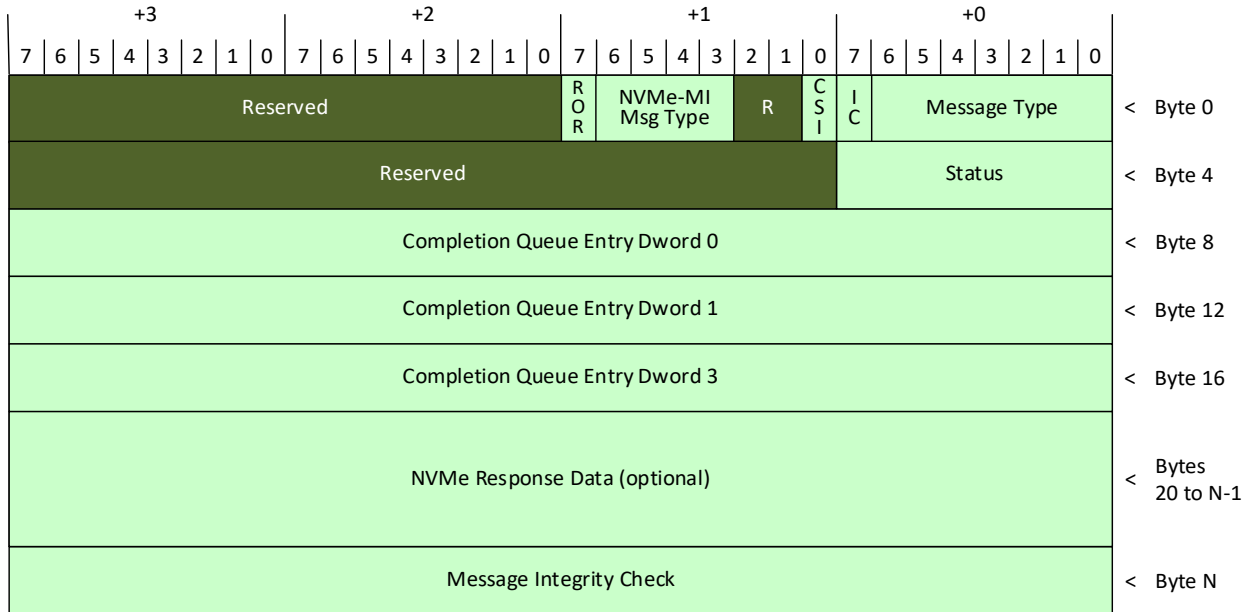 +3 +2 +1 +0
7 6 5 4 3 2 1 0 7 6 5 4 3 2 1 0 7 6 5 4 3 2 1 0 7 6 5 4 3 2 1 0
Reserved ROR NVMe-MI Msg Type R CSI IC Message Type < Byte 0
Reserved Status < Byte 4
Completion Queue Entry Dword 0 < Byte 8
Completion Queue Entry Dword 1 < Byte 12
Completion Queue Entry Dword 3 < Byte 16
NVMe Response Data (optional) < Bytes 20 to N-1
Message Integrity Check < Byte N